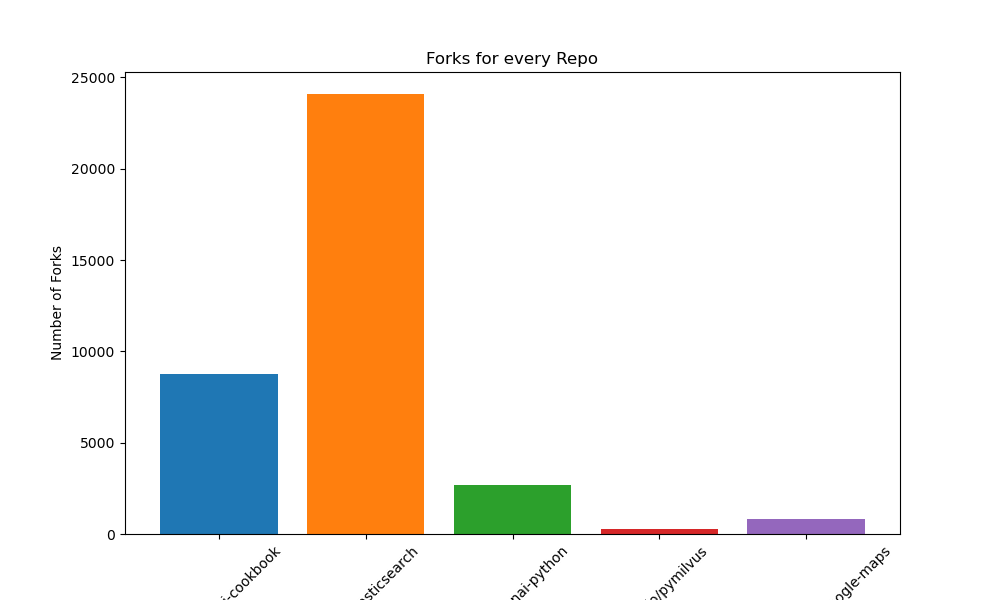 Forks for every Repo
Number of Forks
25000
20000
15000
10000
5000
0
i-cookbook
sticsearch
nai-python
o/pymilvus
ogle-maps